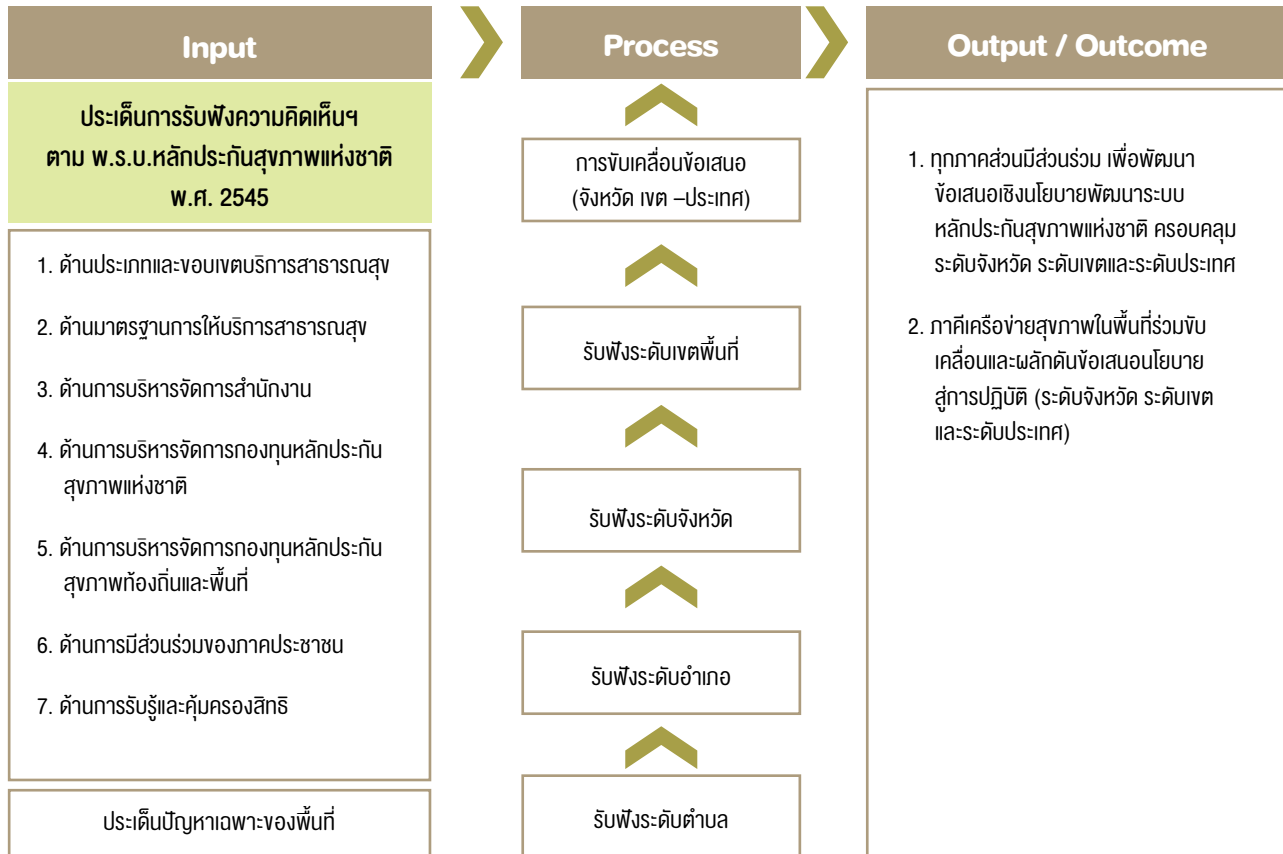 Input
ประเด็นการรับฟังความคิดเห็นฯ
ตาม พ.ร.บ.หลักประกันสุขภาพแห่งชาติ
พ.ศ. 2545
1. ด้านประเภทและขอบเขตบริการสาธารณสุข
2. ด้านมาตรฐานการให้บริการสาธารณสุข
3. ด้านการบริหารจัดการสำนักงาน
4. ด้านการบริหารจัดการกองทุนหลักประกัน
สุขภาพแห่งชาติ
5. ด้านการบริหารจัดการกองทุนหลักประกัน
สุขภาพท้องถิ่นและพื้นที่
6. ด้านการมีส่วนร่วมของภาคประชาชน
7. ด้านการรับรู้และคุ้มครองสิทธิ
ประเด็นปัญหาเฉพาะของพื้นที่
Process
การขับเคลื่อนข้อเสนอ
(จังหวัด เขต –ประเทศ)
รับฟังระดับเขตพื้นที่
รับฟังระดับจังหวัด
รับฟังระดับอำเภอ
รับฟังระดับตำบล
Output / Outcome
1. ทุกภาคส่วนมีส่วนร่วม เพื่อพัฒนา
ข้อเสนอเชิงนโยบายพัฒนาระบบ
หลักประกันสุขภาพแห่งชาติ ครอบคลุม
ระดับจังหวัด ระดับเขตและระดับประเทศ
2. ภาคีเครือข่ายสุขภาพในพื้นที่ร่วมขับ
เคลื่อนและผลักดันข้อเสนอนโยบาย
สู่การปฏิบัติ (ระดับจังหวัด ระดับเขต
และระดับประเทศ)